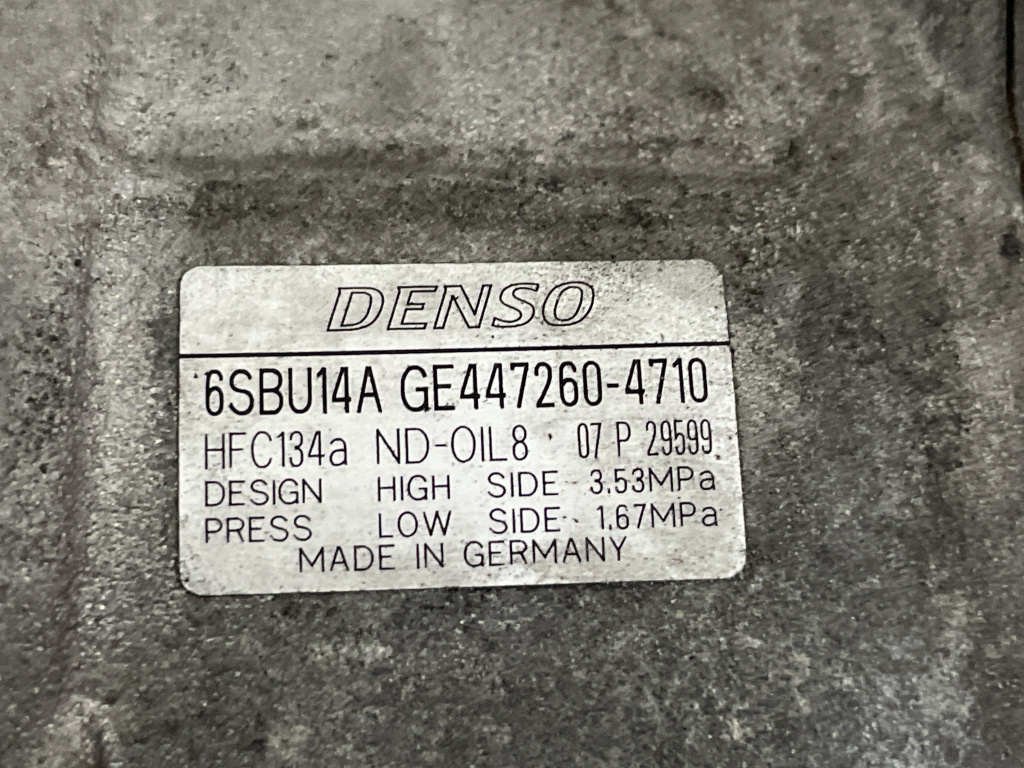 DENSO
6SBU14A GE447260-4710
HFC134a ND-OIL8 07 P 29599
DESIGN HIGH SIDE 3.53MPa
PRESS LOW SIDE 1.67MPa
MADE IN GERMANY